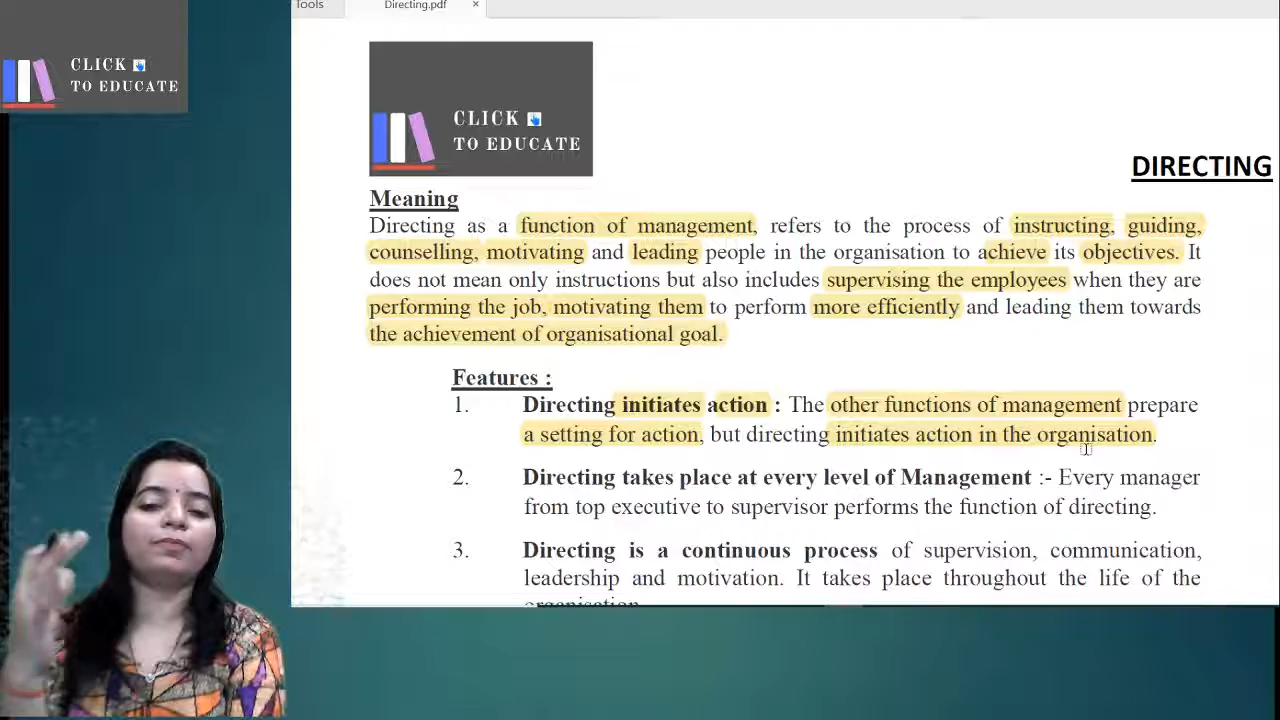 Tools
Directing.pdf
×
CLICK
TO EDUCATE
CLICK
TO EDUCATE
DIRECTING
Meaning
Directing as a function of management, refers to the process of instructing, guiding,
counselling, motivating and leading people in the organisation to achieve its objectives. It
does not mean only instructions but also includes supervising the employees when they are
performing the job, motivating them to perform more efficiently and leading them towards
the achievement of organisational goal.
Features :
1. Directing initiates action : The other functions of management prepare
a setting for action, but directing initiates action in the organisation.
2. Directing takes place at every level of Management :- Every manager
from top executive to supervisor performs the function of directing.
3. Directing is a continuous process of supervision, communication,
leadership and motivation. It takes place throughout the life of the
organisation